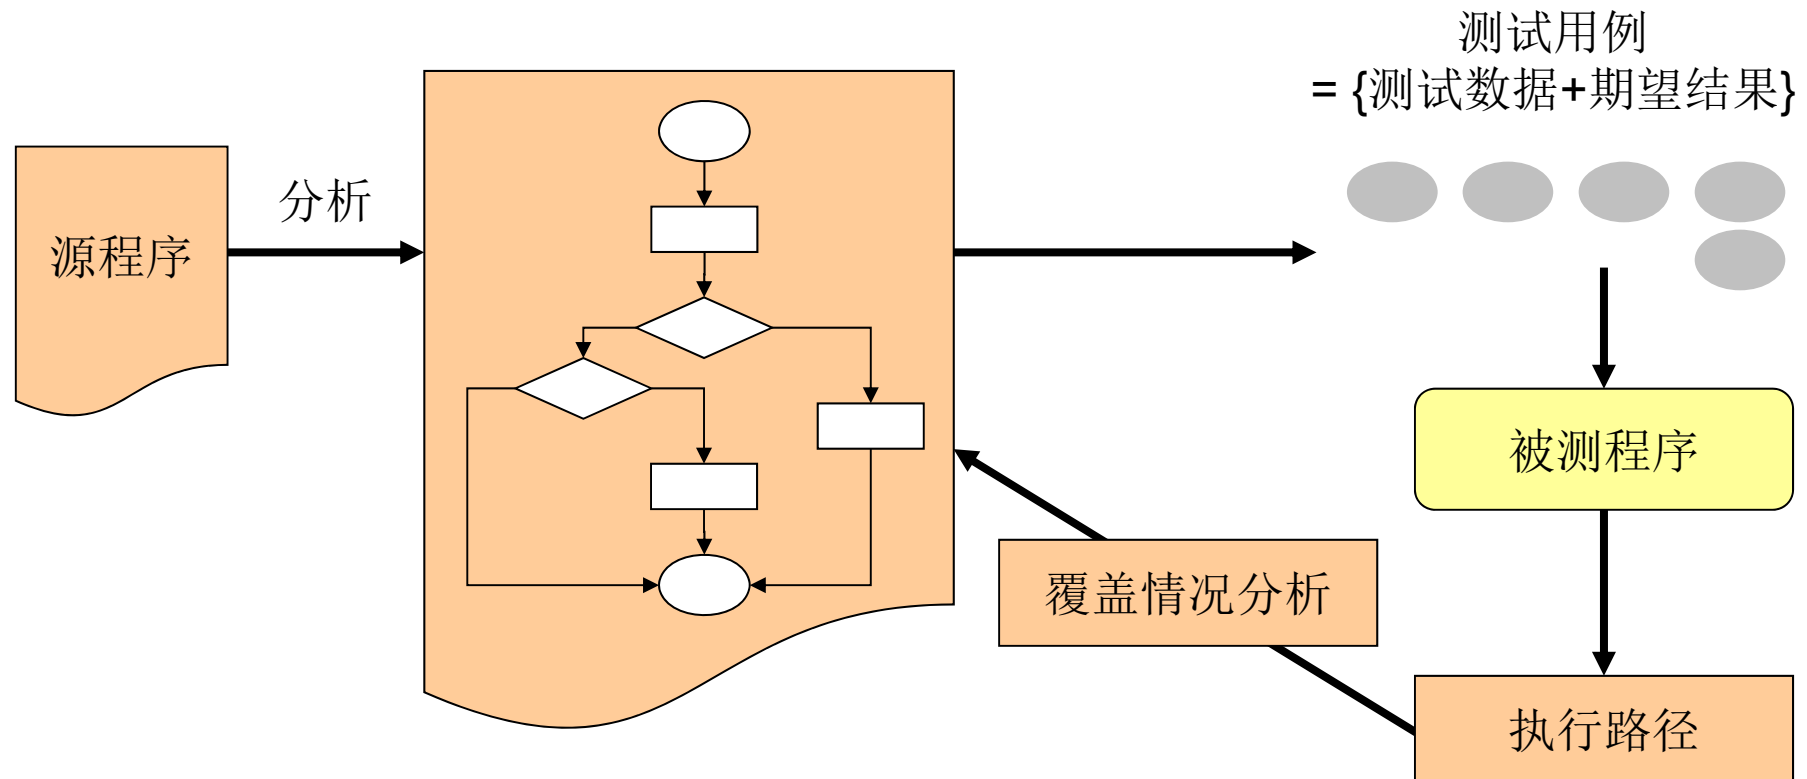 测试用例
= {测试数据+期望结果}
分析
源程序
被测程序
覆盖情况分析
执行路径